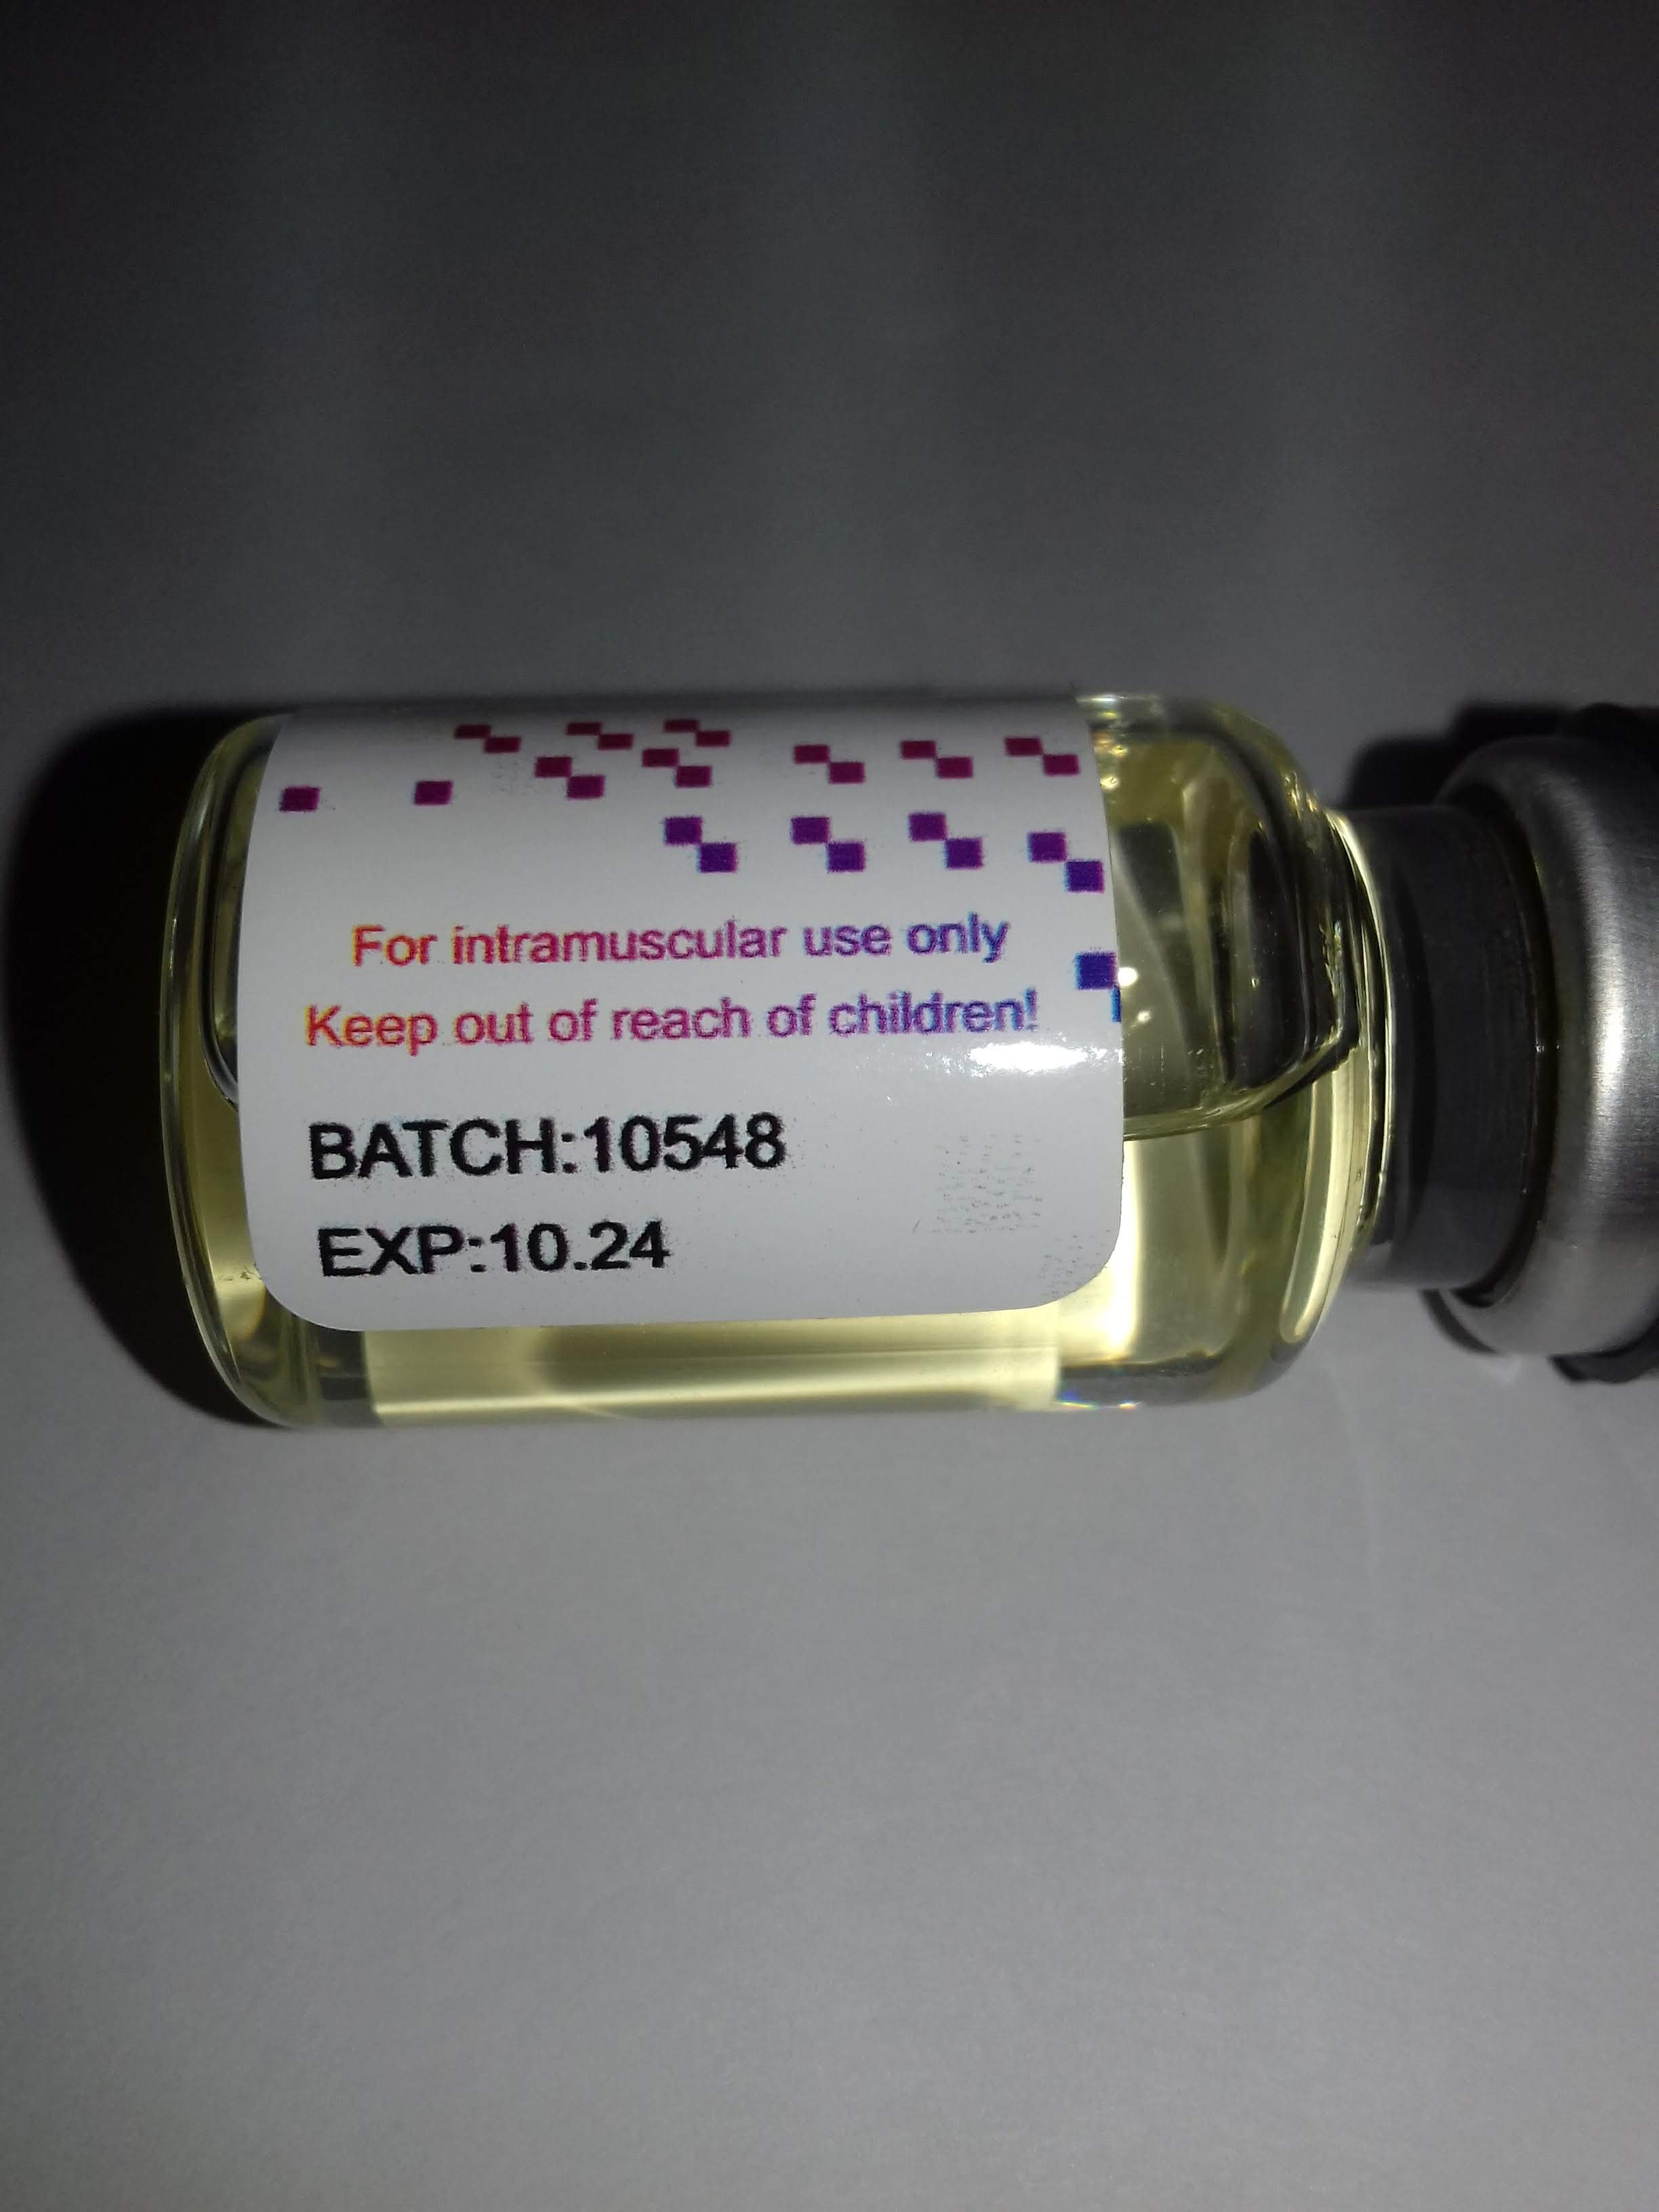 For intramuscular use only
Keep out of reach of children!
BATCH:10548
EXP:10.24